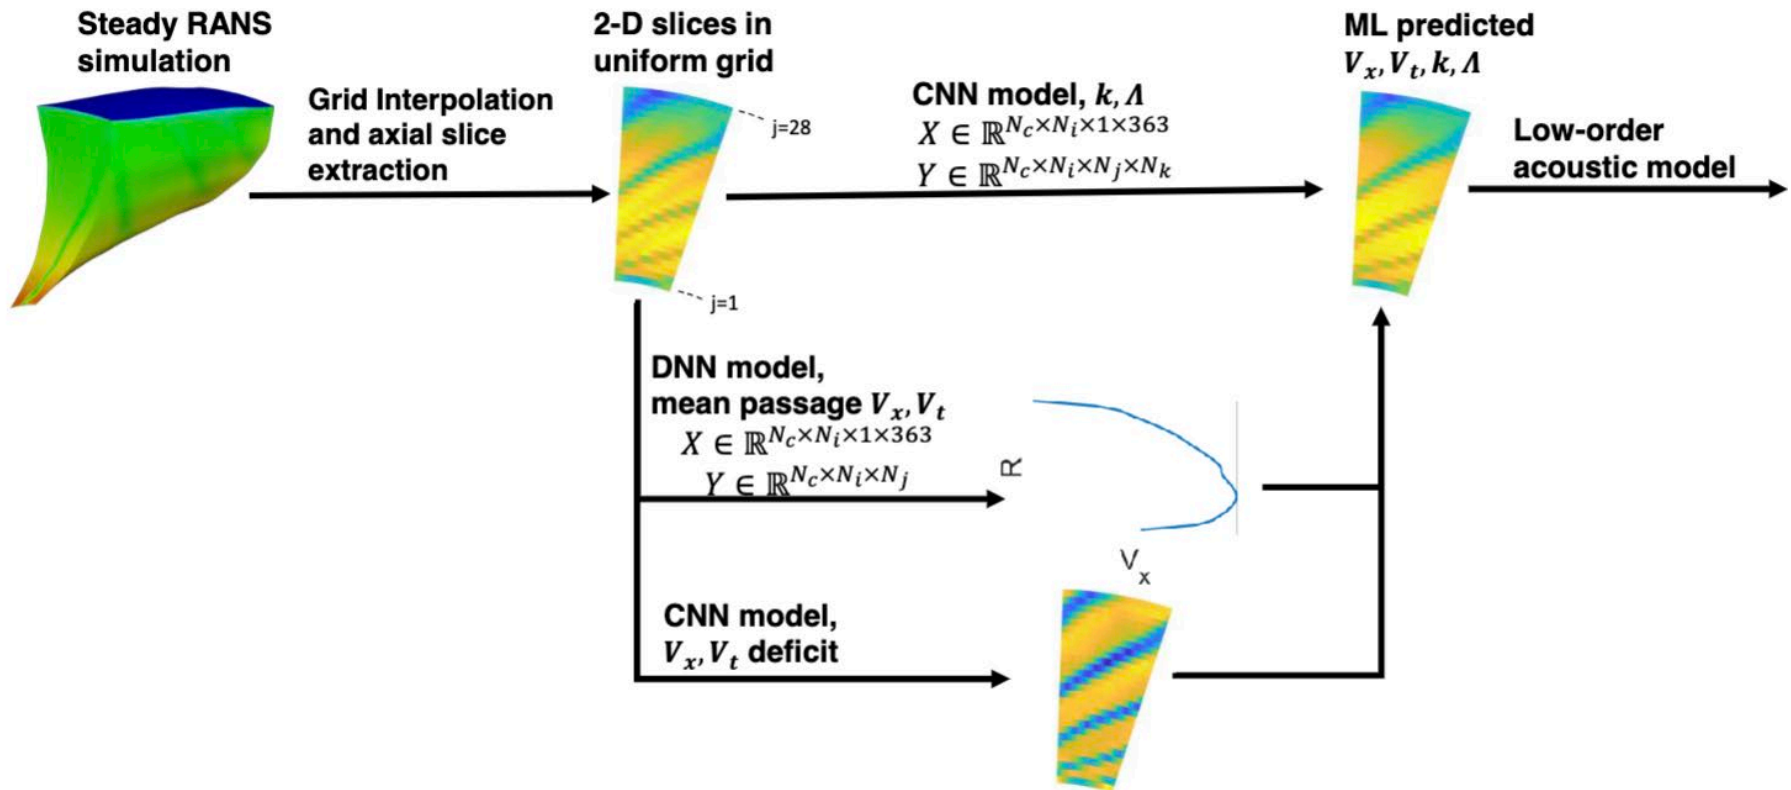 Steady RANS
simulation
Grid Interpolation
and axial slice
extraction
2-D slices in
uniform grid
j=28
j=1
CNN model, k, Λ
X ∈ ℝ^{N_c×N_i×1×363}
Y ∈ ℝ^{N_c×N_i×N_j×N_k}
ML predicted
V_x, V_t, k, Λ
Low-order
acoustic model
DNN model,
mean passage V_x, V_t
X ∈ ℝ^{N_c×N_i×1×363}
Y ∈ ℝ^{N_c×N_i×N_j}
R
V_x
CNN model,
V_x, V_t deficit